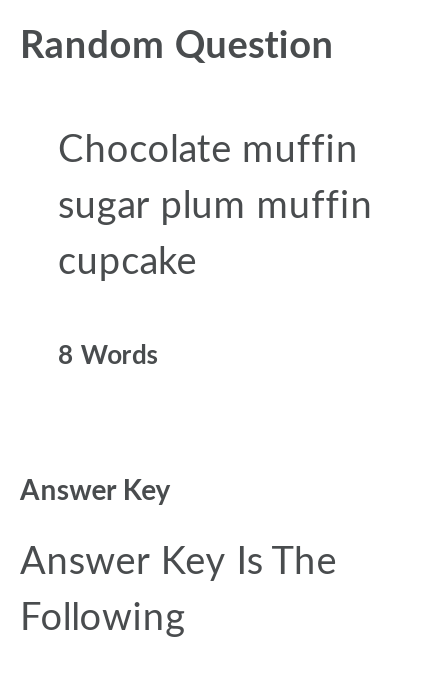 Random Question
Chocolate muffin
sugar plum muffin
cupcake
8 Words
Answer Key
Answer Key Is The
Following